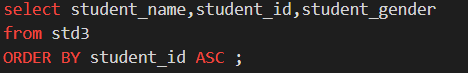 select student_name,student_id,student_gender
from std3
ORDER BY student_id ASC ;